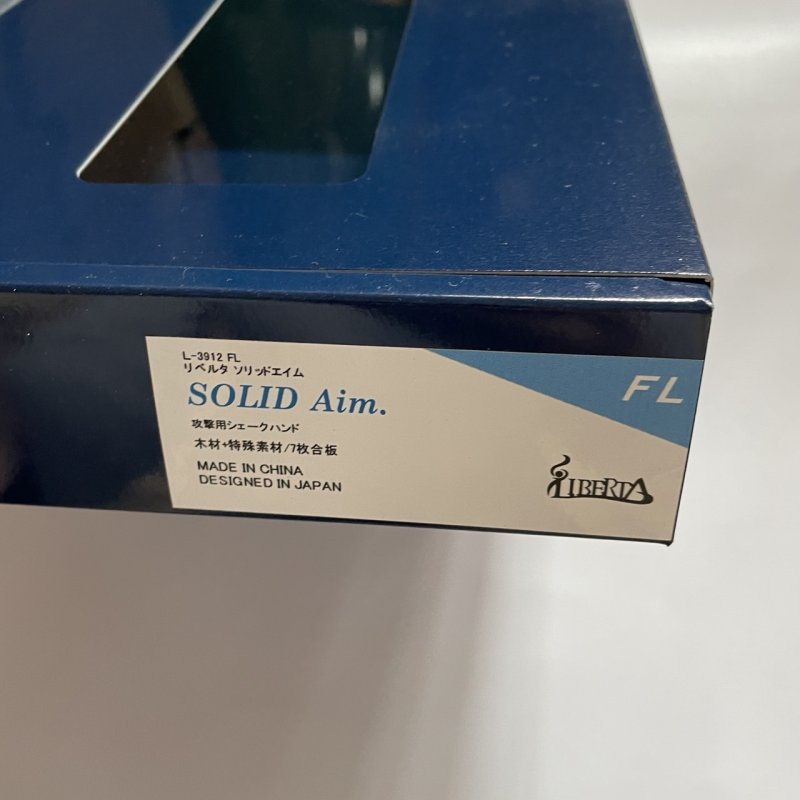 L-3912 FL
リベルタ ソリッドエイム
SOLID Aim.
FL
攻撃用シェークハンド
木材+特殊素材/7枚合板
MADE IN CHINA
DESIGNED IN JAPAN
LIBERTA